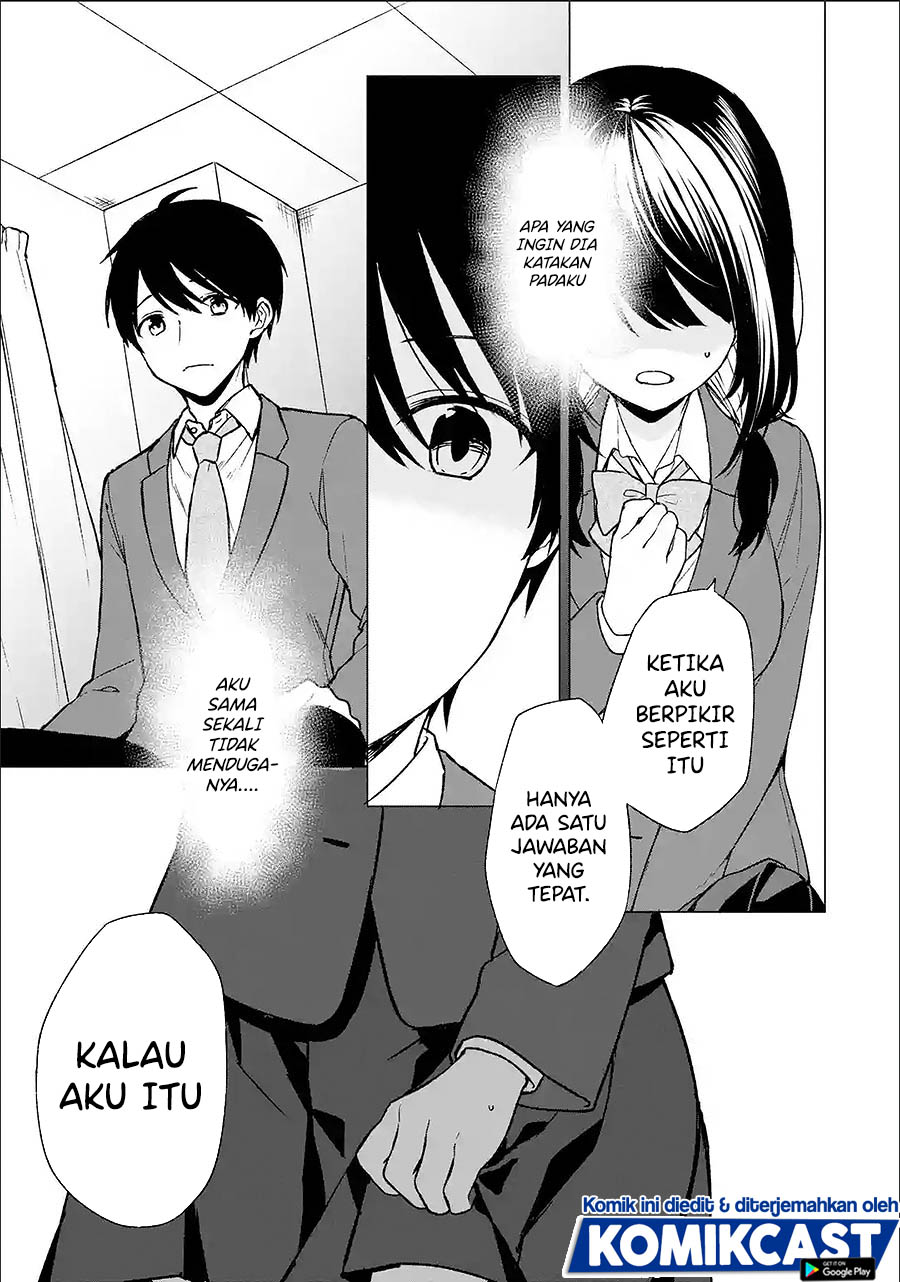 KETIKA
AKU
BERPIKIR
SEPERTI
ITU
HANYA
ADA SATU
JAWABAN
YANG
TEPAT.
APA YANG
INGIN DIA
KATAKAN
PADAKU
AKU
SAMA
SEKALI
TIDAK
MENDUGA-
NYA....
KALAU
AKU ITU
Komik ini diedit & diterjemahkan oleh
KOMIKCAST
GET IT ON
Google Play